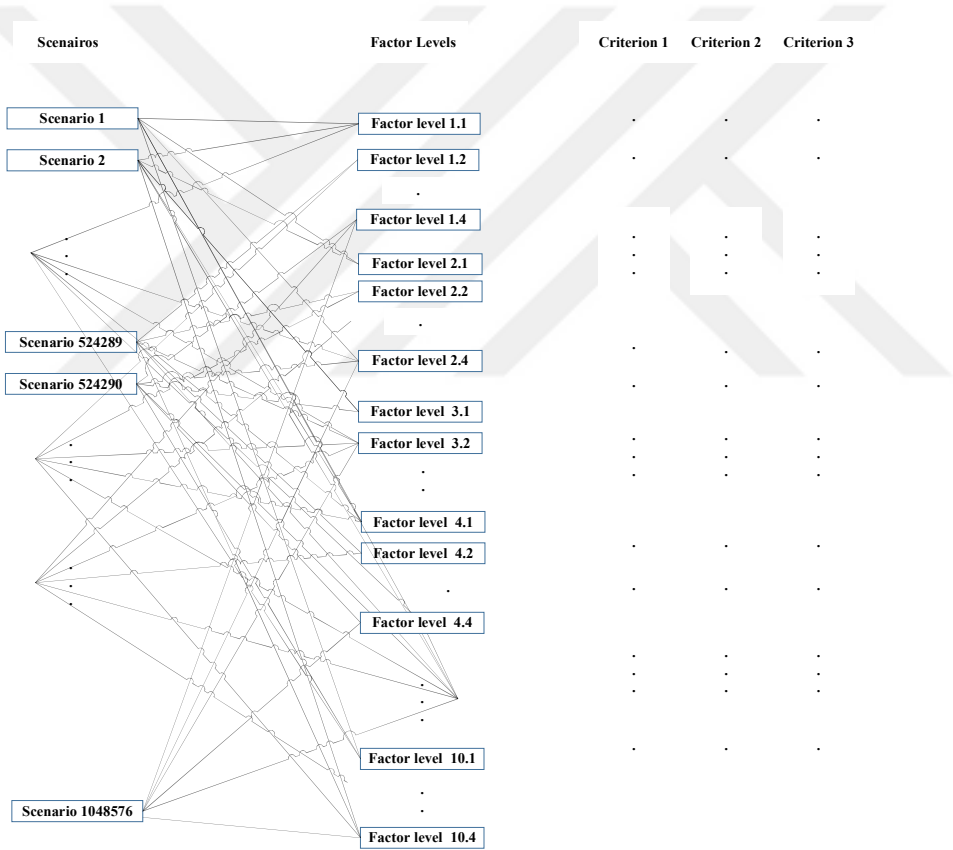 Scenairos Factor Levels Criterion 1 Criterion 2 Criterion 3
Scenario 1
Factor level 1.1
Scenario 2
Factor level 1.2
Factor level 1.4
Factor level 2.1
Factor level 2.2
Scenario 524289
Factor level 2.4
Scenario 524290
Factor level 3.1
Factor level 3.2
Factor level 4.1
Factor level 4.2
Factor level 4.4
Factor level 10.1
Scenario 1048576
Factor level 10.4